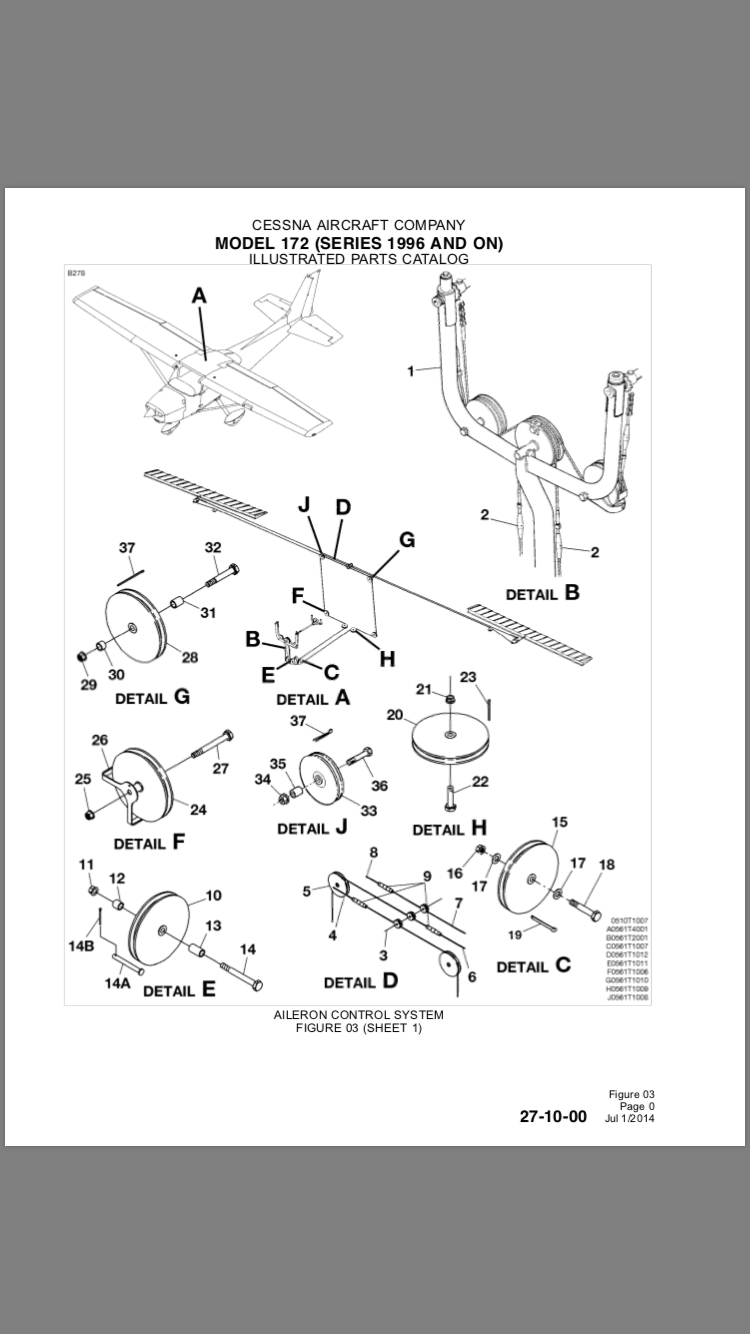 CESSNA AIRCRAFT COMPANY
MODEL 172 (SERIES 1996 AND ON)
ILLUSTRATED PARTS CATALOG
B278
A
1
2
2
DETAIL B
J
D
G
F
B
E
C
H
DETAIL A
37
32
31
30
29
28
DETAIL G
26
25
27
24
DETAIL F
37
35
34
36
33
DETAIL J
21
23
20
22
DETAIL H
11
12
10
13
14B
14A
14
DETAIL E
8
9
5
4
3
7
6
DETAIL D
15
16
17
17
18
19
DETAIL C
0510T1007
A0561T4001
B0561T2001
C0561T1007
D0561T1012
E0561T1011
F0561T1006
G0561T1010
H0561T1009
J0561T1008
AILERON CONTROL SYSTEM
FIGURE 03 (SHEET 1)
Figure 03
Page 0
27-10-00 Jul 1/2014